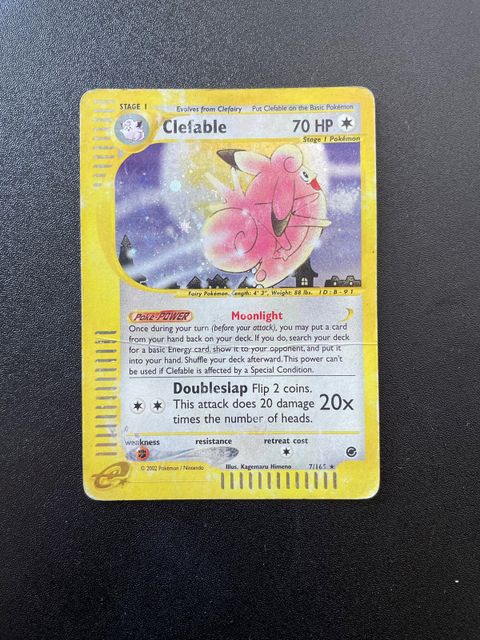 STAGE 1
Evolves from Clefairy Put Clefable on the Basic Pokémon
Clefable 70 HP
Stage 1 Pokémon
Fairy Pokémon. Length: 4' 3", Weight: 88 lbs. ID: B-91
Poké-POWER Moonlight
Once during your turn (before your attack), you may put a card
from your hand back on your deck. If you do, search your deck
for a basic Energy card, show it to your opponent, and put it
into your hand. Shuffle your deck afterward. This power can't
be used if Clefable is affected by a Special Condition.
Doubleslap Flip 2 coins.
This attack does 20 damage 20x
times the number of heads.
weakness resistance retreat cost
© 2002 Pokémon / Nintendo Illus. Kagemaru Himeno 7/165 ★
e